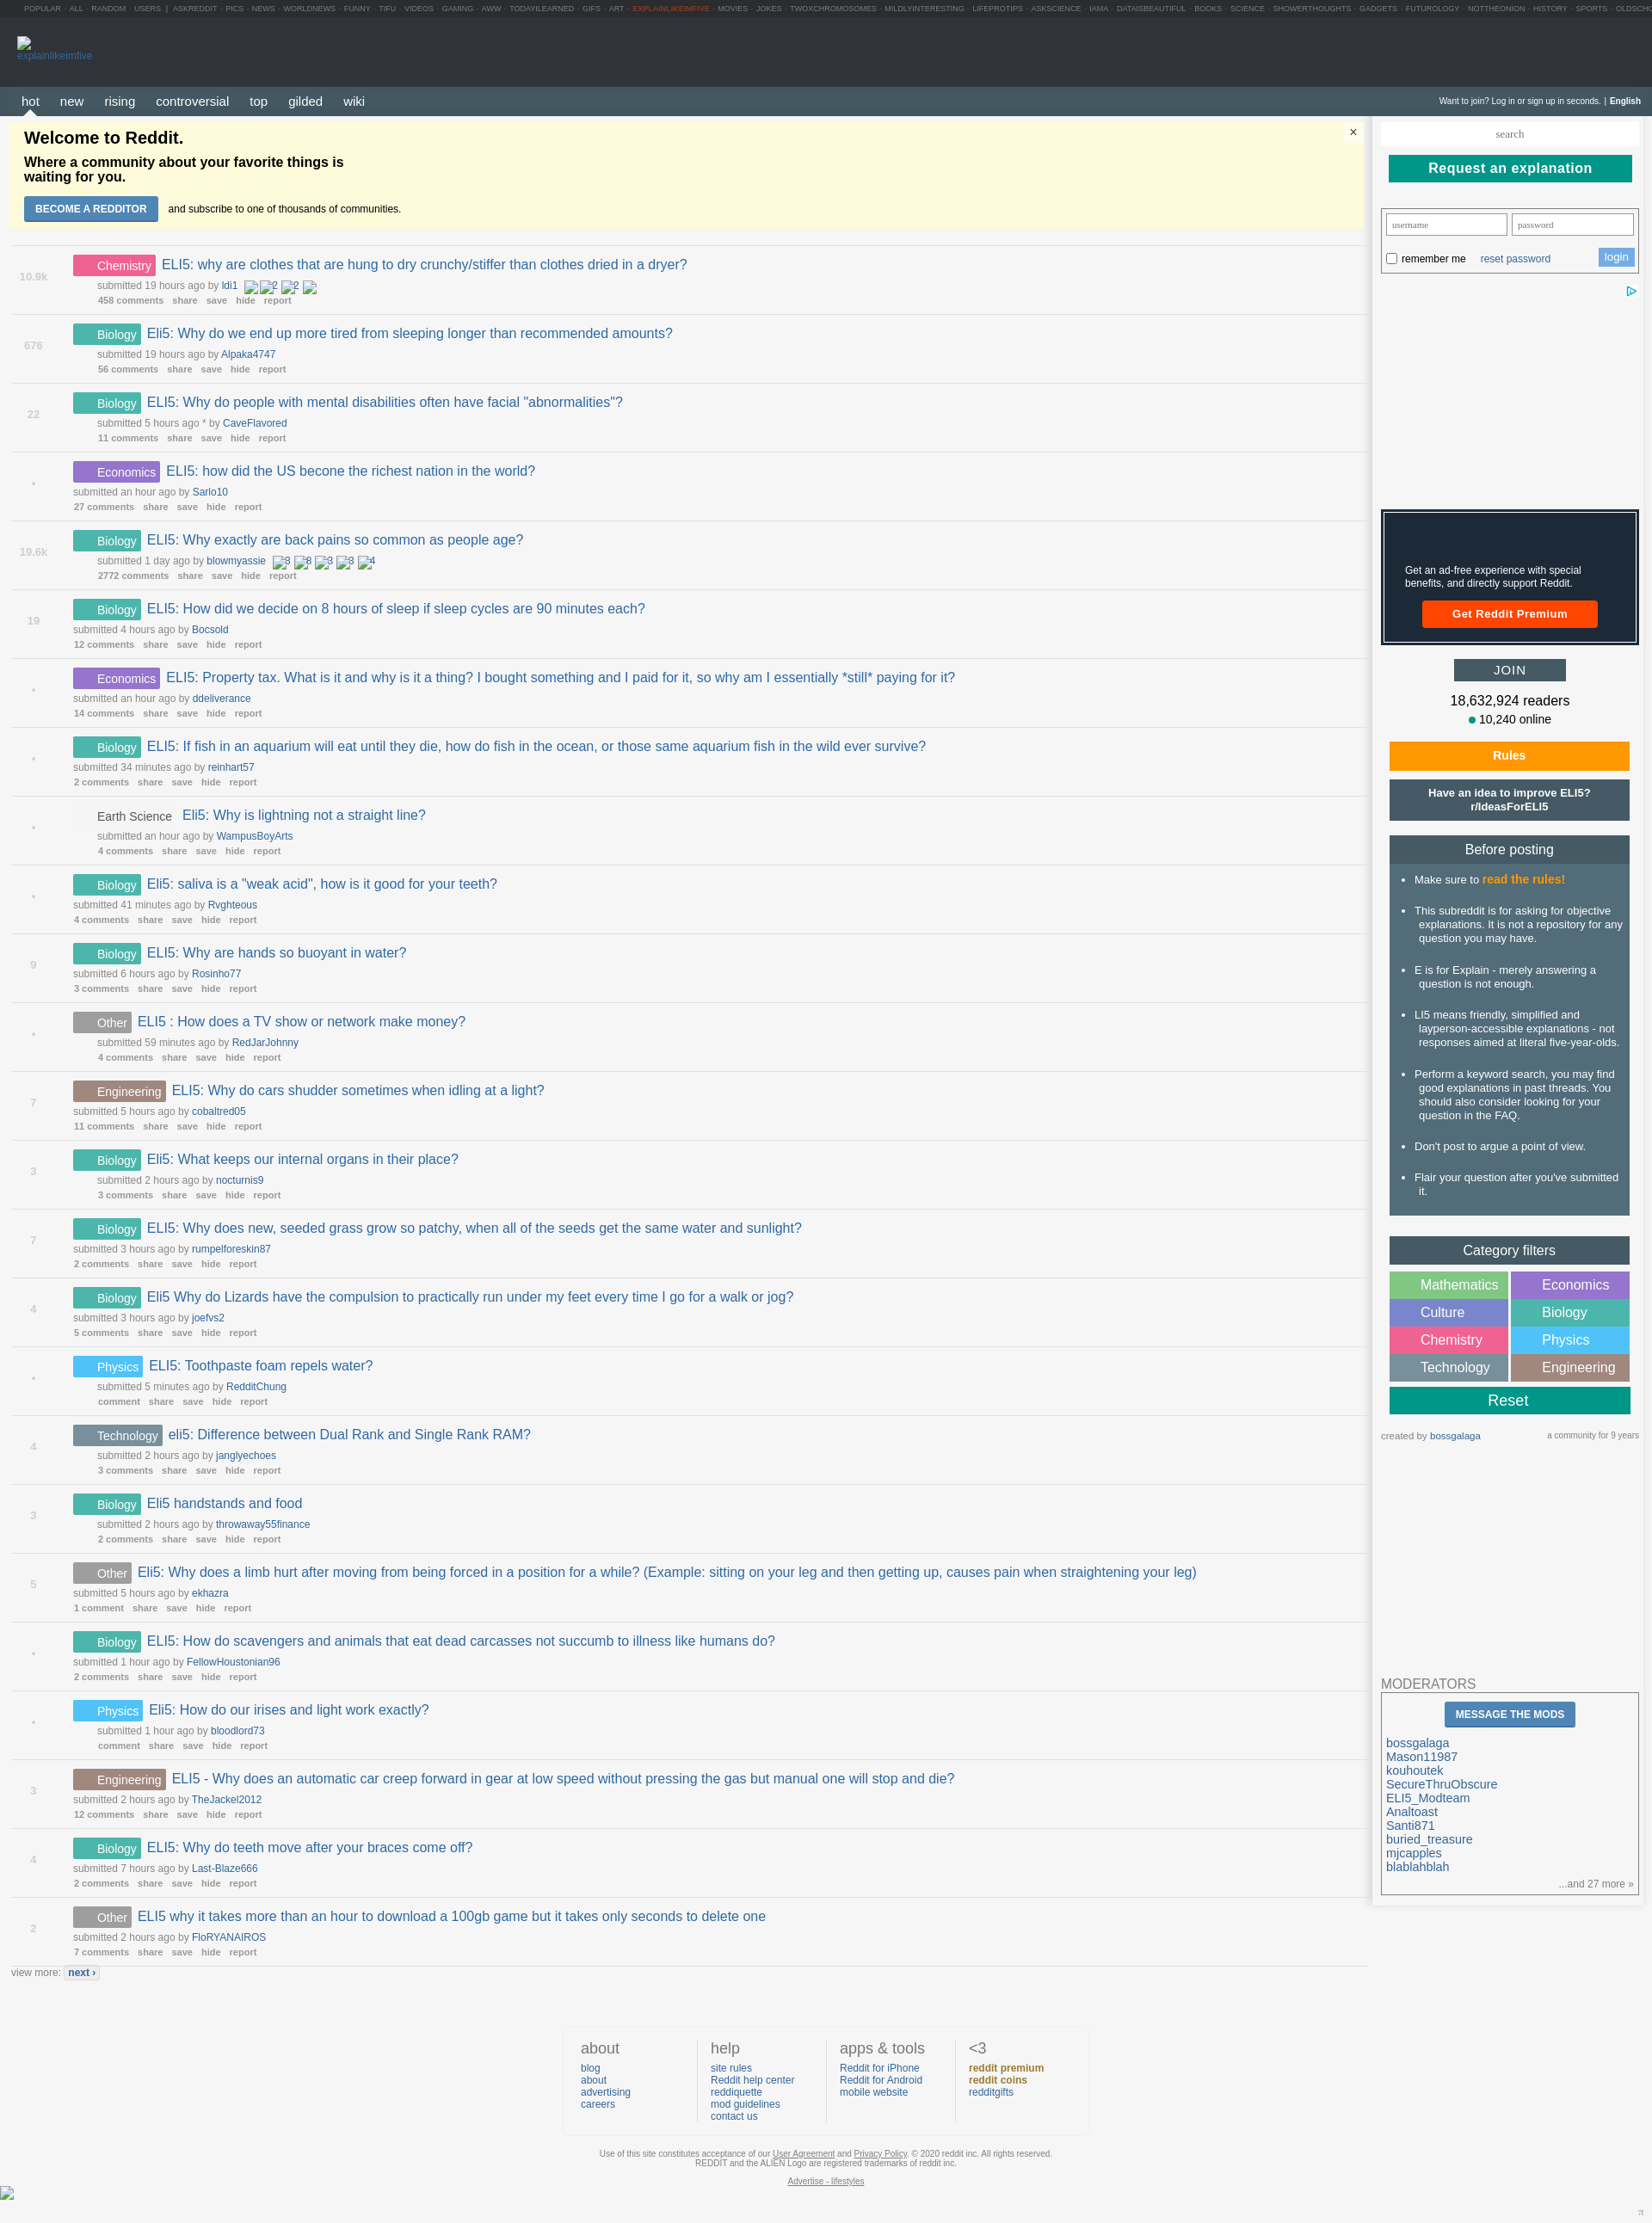 POPULAR - ALL - RANDOM - USERS | ASKREDDIT - PICS - NEWS - WORLDNEWS - FUNNY - TIFU - VIDEOS - GAMING - AWW - TODAYILEARNED - GIFS - ART - EXPLAINLIKEIMFIVE - MOVIES - JOKES - TWOXCHROMOSOMES - MILDLYINTERESTING - LIFEPROTIPS - ASKSCIENCE - IAMA - DATAISBEAUTIFUL - BOOKS - SCIENCE - SHOWERTHOUGHTS - GADGETS - FUTUROLOGY - NOTTHEONION - HISTORY - SPORTS - OLDSCHO
explainlikeimfive
hot new rising controversial top gilded wiki
Want to join? Log in or sign up in seconds. | English
Welcome to Reddit.
×
Where a community about your favorite things is
waiting for you.
BECOME A REDDITOR and subscribe to one of thousands of communities.
10.9k
Chemistry ELI5: why are clothes that are hung to dry crunchy/stiffer than clothes dried in a dryer?
submitted 19 hours ago by ldi1 2 2
458 comments share save hide report
676
Biology Eli5: Why do we end up more tired from sleeping longer than recommended amounts?
submitted 19 hours ago by Alpaka4747
56 comments share save hide report
22
Biology ELI5: Why do people with mental disabilities often have facial "abnormalities"?
submitted 5 hours ago * by CaveFlavored
11 comments share save hide report
•
Economics ELI5: how did the US becone the richest nation in the world?
submitted an hour ago by Sarlo10
27 comments share save hide report
19.6k
Biology ELI5: Why exactly are back pains so common as people age?
submitted 1 day ago by blowmyassie 3 8 3 3 4
2772 comments share save hide report
19
Biology ELI5: How did we decide on 8 hours of sleep if sleep cycles are 90 minutes each?
submitted 4 hours ago by Bocsold
12 comments share save hide report
•
Economics ELI5: Property tax. What is it and why is it a thing? I bought something and I paid for it, so why am I essentially *still* paying for it?
submitted an hour ago by ddeliverance
14 comments share save hide report
•
Biology ELI5: If fish in an aquarium will eat until they die, how do fish in the ocean, or those same aquarium fish in the wild ever survive?
submitted 34 minutes ago by reinhart57
2 comments share save hide report
•
Earth Science Eli5: Why is lightning not a straight line?
submitted an hour ago by WampusBoyArts
4 comments share save hide report
•
Biology Eli5: saliva is a "weak acid", how is it good for your teeth?
submitted 41 minutes ago by Rvghteous
4 comments share save hide report
9
Biology ELI5: Why are hands so buoyant in water?
submitted 6 hours ago by Rosinho77
3 comments share save hide report
•
Other ELI5 : How does a TV show or network make money?
submitted 59 minutes ago by RedJarJohnny
4 comments share save hide report
7
Engineering ELI5: Why do cars shudder sometimes when idling at a light?
submitted 5 hours ago by cobaltred05
11 comments share save hide report
3
Biology Eli5: What keeps our internal organs in their place?
submitted 2 hours ago by nocturnis9
3 comments share save hide report
7
Biology ELI5: Why does new, seeded grass grow so patchy, when all of the seeds get the same water and sunlight?
submitted 3 hours ago by rumpelforeskin87
2 comments share save hide report
4
Biology Eli5 Why do Lizards have the compulsion to practically run under my feet every time I go for a walk or jog?
submitted 3 hours ago by joefvs2
5 comments share save hide report
•
Physics ELI5: Toothpaste foam repels water?
submitted 5 minutes ago by RedditChung
comment share save hide report
4
Technology eli5: Difference between Dual Rank and Single Rank RAM?
submitted 2 hours ago by janglyechoes
3 comments share save hide report
3
Biology Eli5 handstands and food
submitted 2 hours ago by throwaway55finance
2 comments share save hide report
5
Other Eli5: Why does a limb hurt after moving from being forced in a position for a while? (Example: sitting on your leg and then getting up, causes pain when straightening your leg)
submitted 5 hours ago by ekhazra
1 comment share save hide report
•
Biology ELI5: How do scavengers and animals that eat dead carcasses not succumb to illness like humans do?
submitted 1 hour ago by FellowHoustonian96
2 comments share save hide report
•
Physics Eli5: How do our irises and light work exactly?
submitted 1 hour ago by bloodlord73
comment share save hide report
3
Engineering ELI5 - Why does an automatic car creep forward in gear at low speed without pressing the gas but manual one will stop and die?
submitted 2 hours ago by TheJackel2012
12 comments share save hide report
4
Biology ELI5: Why do teeth move after your braces come off?
submitted 7 hours ago by Last-Blaze666
2 comments share save hide report
2
Other ELI5 why it takes more than an hour to download a 100gb game but it takes only seconds to delete one
submitted 2 hours ago by FloRYANAIROS
7 comments share save hide report
view more: next ›
search
Request an explanation
username password
remember me reset password login
Get an ad-free experience with special
benefits, and directly support Reddit.
Get Reddit Premium
JOIN
18,632,924 readers
10,240 online
Rules
Have an idea to improve ELI5?
r/IdeasForELI5
Before posting
• Make sure to read the rules!
• This subreddit is for asking for objective
explanations. It is not a repository for any
question you may have.
• E is for Explain - merely answering a
question is not enough.
• LI5 means friendly, simplified and
layperson-accessible explanations - not
responses aimed at literal five-year-olds.
• Perform a keyword search, you may find
good explanations in past threads. You
should also consider looking for your
question in the FAQ.
• Don't post to argue a point of view.
• Flair your question after you've submitted
it.
Category filters
Mathematics Economics
Culture Biology
Chemistry Physics
Technology Engineering
Reset
created by bossgalaga a community for 9 years
MODERATORS
MESSAGE THE MODS
bossgalaga
Mason11987
kouhoutek
SecureThruObscure
ELI5_Modteam
Analtoast
Santi871
buried_treasure
mjcapples
blablahblah
...and 27 more »
about
blog
about
advertising
careers
help
site rules
Reddit help center
reddiquette
mod guidelines
contact us
apps & tools
Reddit for iPhone
Reddit for Android
mobile website
<3
reddit premium
reddit coins
redditgifts
Use of this site constitutes acceptance of our User Agreement and Privacy Policy. © 2020 reddit inc. All rights reserved.
REDDIT and the ALIEN Logo are registered trademarks of reddit inc.
Advertise - lifestyles
π